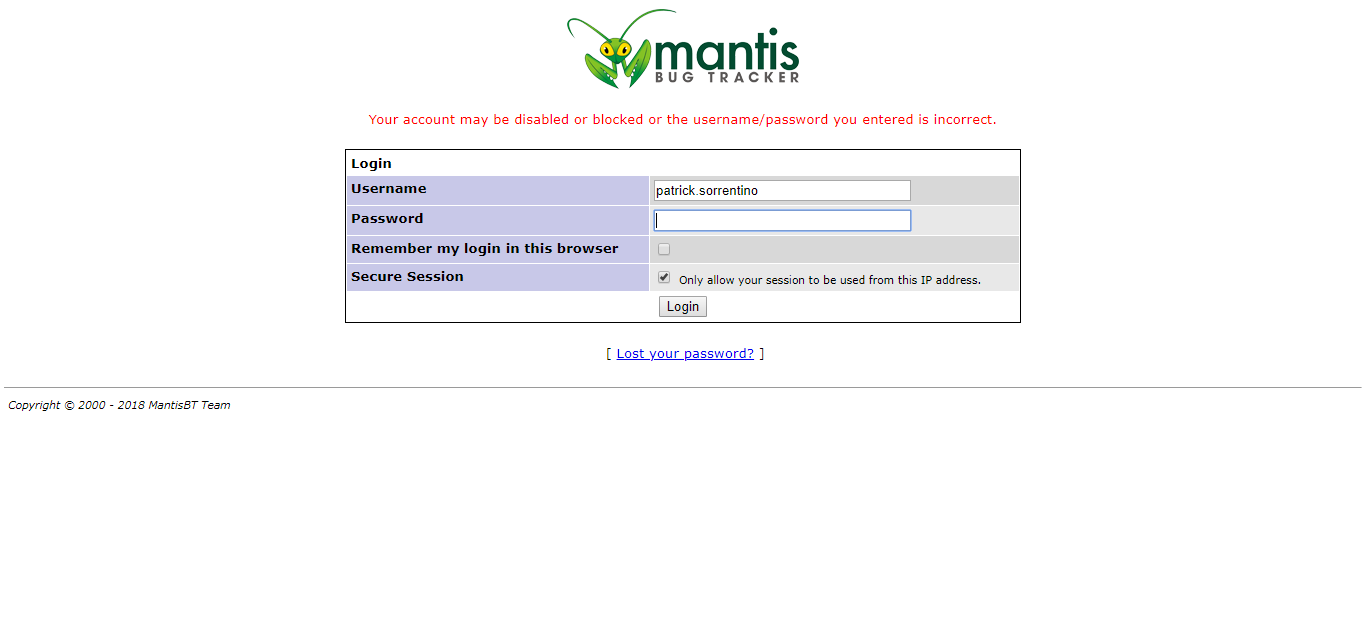 mantis
BUG TRACKER
Your account may be disabled or blocked or the username/password you entered is incorrect.
Login
Username patrick.sorrentino
Password
Remember my login in this browser
Secure Session Only allow your session to be used from this IP address.
Login
[ Lost your password? ]
Copyright © 2000 - 2018 MantisBT Team